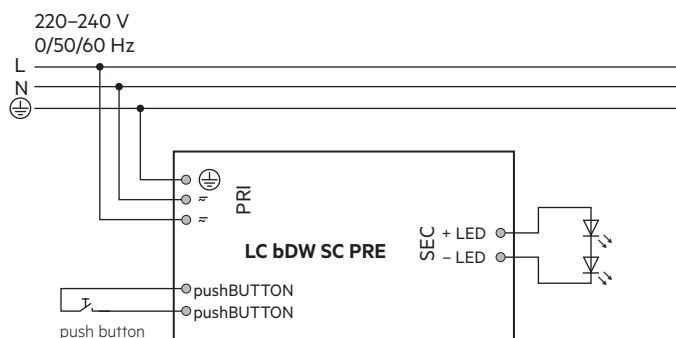 220–240 V
0/50/60 Hz
L
N
PRI
LC bDW SC PRE
SEC
+ LED
– LED
pushBUTTON
pushBUTTON
push button